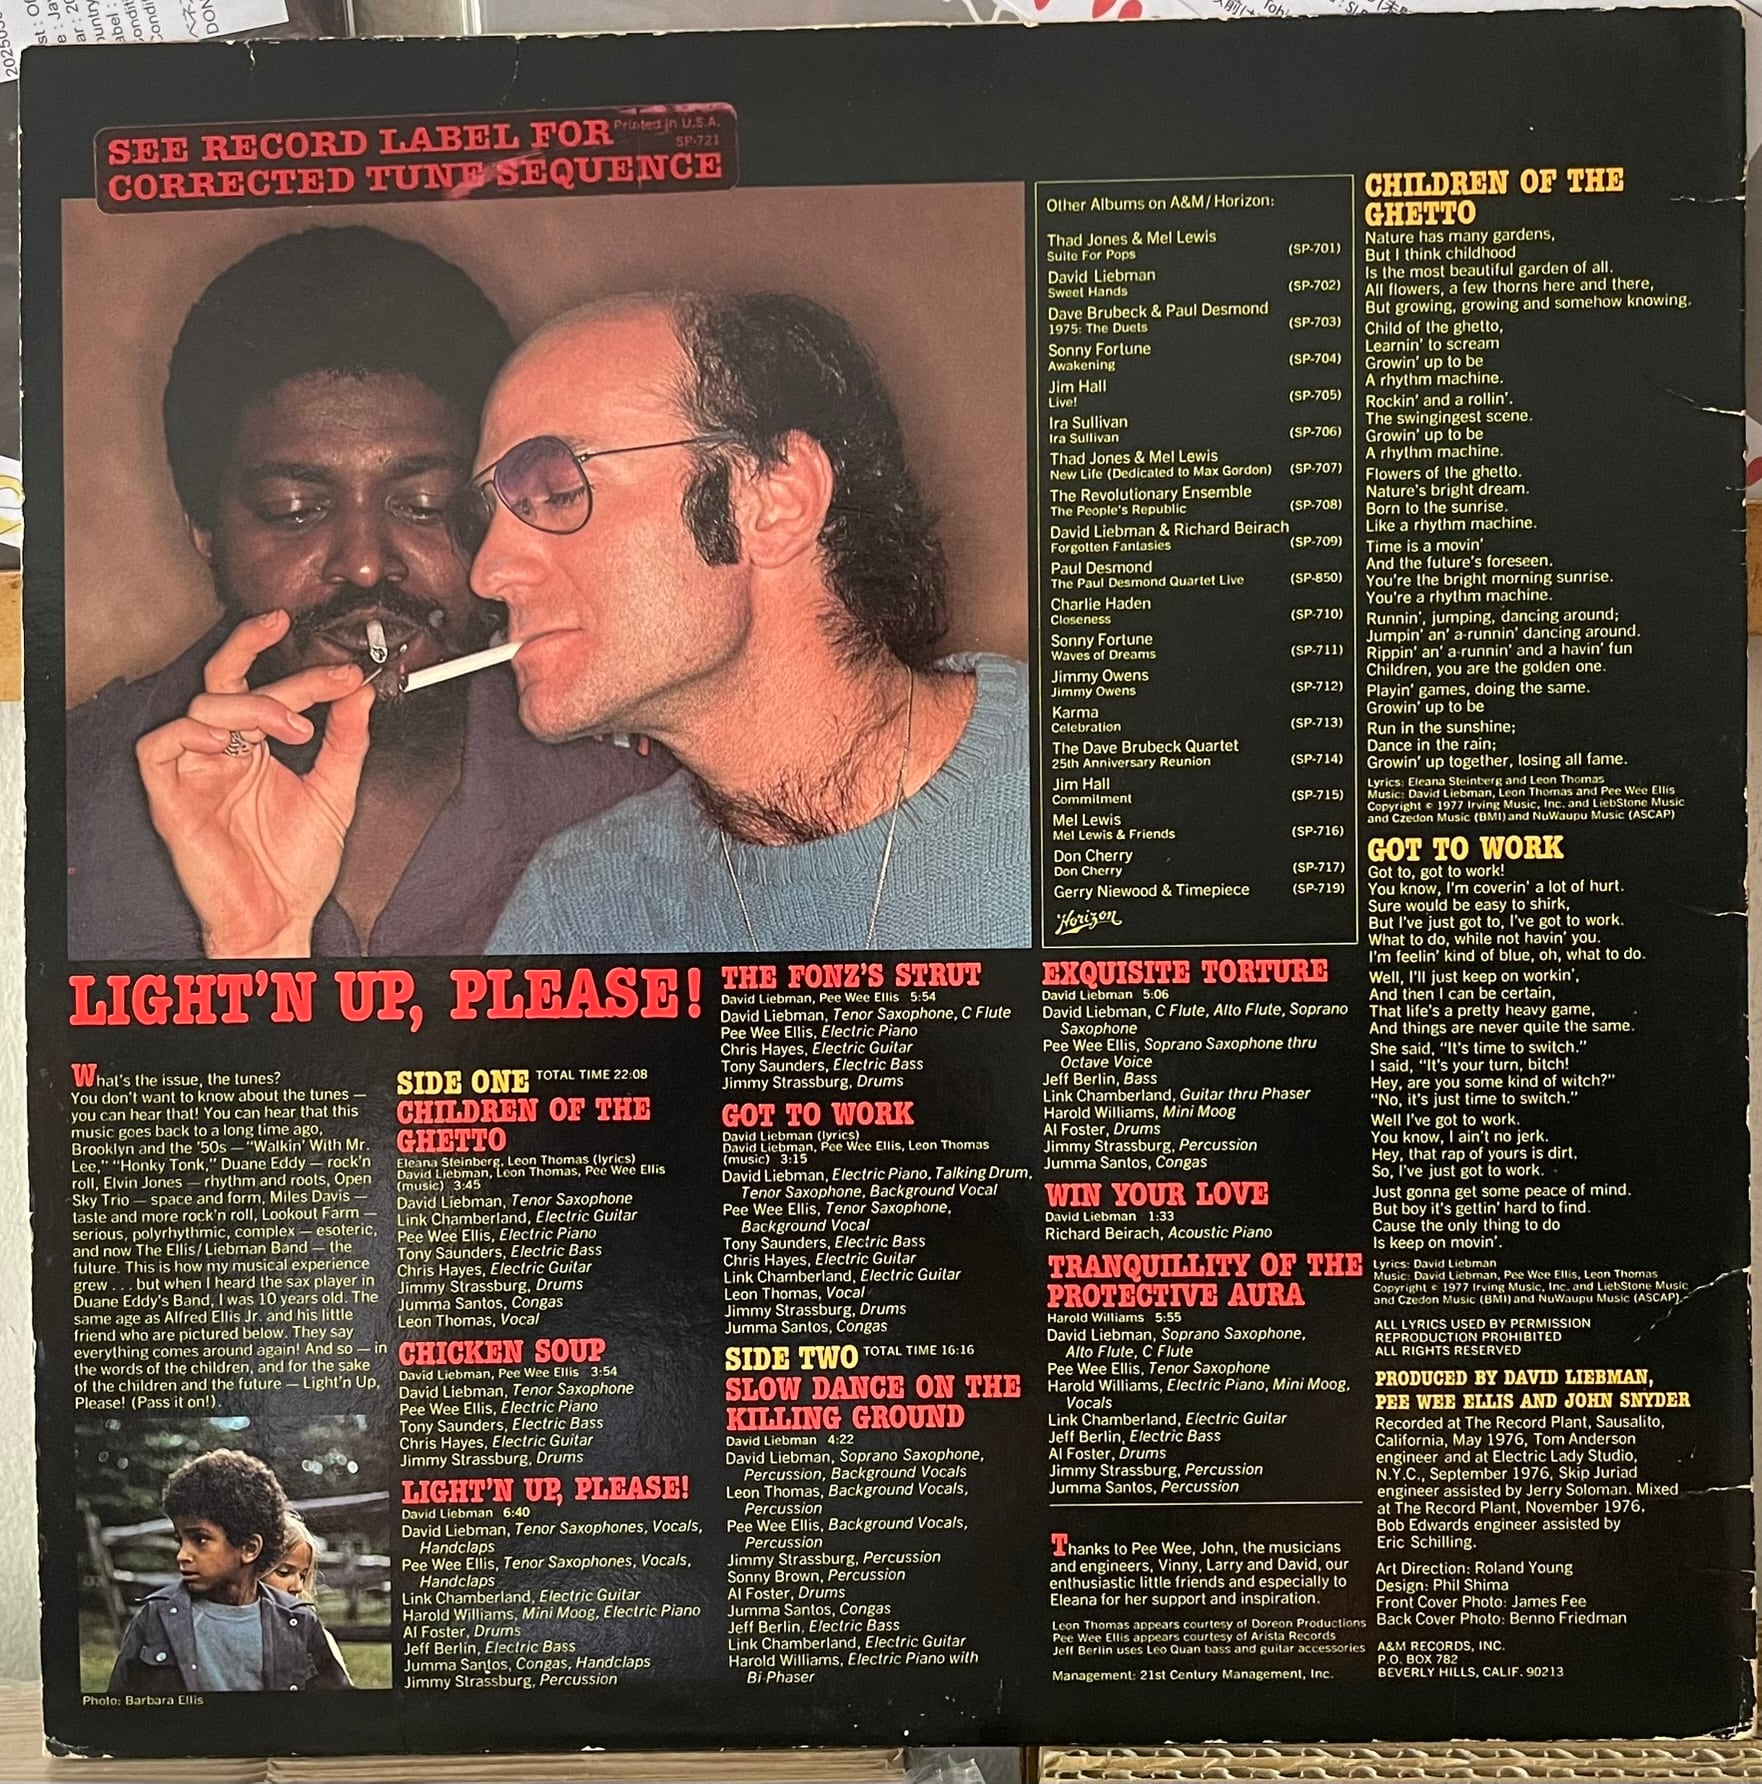 SEE RECORD LABEL FOR
CORRECTED TUNE SEQUENCE
Printed in U.S.A.
SP-721
Other Albums on A&M/Horizon:
Thad Jones & Mel Lewis
Suite For Pops (SP-701)
David Liebman
Sweet Hands (SP-702)
Dave Brubeck & Paul Desmond
1975: The Duets (SP-703)
Sonny Fortune
Awakening (SP-704)
Jim Hall
Live! (SP-705)
Ira Sullivan
Ira Sullivan (SP-706)
Thad Jones & Mel Lewis
New Life (Dedicated to Max Gordon) (SP-707)
The Revolutionary Ensemble
The People's Republic (SP-708)
David Liebman & Richard Beirach
Forgotten Fantasies (SP-709)
Paul Desmond
The Paul Desmond Quartet Live (SP-850)
Charlie Haden
Closeness (SP-710)
Sonny Fortune
Waves of Dreams (SP-711)
Jimmy Owens
Jimmy Owens (SP-712)
Karma
Celebration (SP-713)
The Dave Brubeck Quartet
25th Anniversary Reunion (SP-714)
Jim Hall
Commitment (SP-715)
Mel Lewis
Mel Lewis & Friends (SP-716)
Don Cherry
Don Cherry (SP-717)
Gerry Niewood & Timepiece (SP-719)
Horizon
LIGHT'N UP, PLEASE!
What's the issue, the tunes?
You don't want to know about the tunes —
you can hear that! You can hear that this
music goes back to a long time ago,
Brooklyn and the '50s — "Walkin' With Mr.
Lee," "Honky Tonk," Duane Eddy — rock'n
roll, Elvin Jones — rhythm and roots, Open
Sky Trio — space and form, Miles Davis —
taste and more rock'n roll, Lookout Farm —
serious, polyrhythmic, complex — esoteric,
and now The Ellis/Liebman Band — the
future. This is how my musical experience
grew . . . but when I heard the sax player in
Duane Eddy's Band, I was 10 years old. The
same age as Alfred Ellis Jr. and his little
friend who are pictured below. They say
everything comes around again! And so — in
the words of the children, and for the sake
of the children and the future — Light'n Up,
Please! (Pass it on!).
Photo: Barbara Ellis
SIDE ONE TOTAL TIME 22:08
CHILDREN OF THE
GHETTO
Eleana Steinberg, Leon Thomas (lyrics)
David Liebman, Leon Thomas, Pee Wee Ellis
(music) 3:45
David Liebman, Tenor Saxophone
Link Chamberland, Electric Guitar
Pee Wee Ellis, Electric Piano
Tony Saunders, Electric Bass
Chris Hayes, Electric Guitar
Jimmy Strassburg, Drums
Jumma Santos, Congas
Leon Thomas, Vocal
CHICKEN SOUP
David Liebman, Pee Wee Ellis 3:54
David Liebman, Tenor Saxophone
Pee Wee Ellis, Electric Piano
Tony Saunders, Electric Bass
Chris Hayes, Electric Guitar
Jimmy Strassburg, Drums
LIGHT'N UP, PLEASE!
David Liebman 6:40
David Liebman, Tenor Saxophones, Vocals,
Handclaps
Pee Wee Ellis, Tenor Saxophones, Vocals,
Handclaps
Link Chamberland, Electric Guitar
Harold Williams, Mini Moog, Electric Piano
Al Foster, Drums
Jeff Berlin, Electric Bass
Jumma Santos, Congas, Handclaps
Jimmy Strassburg, Percussion
THE FONZ'S STRUT
David Liebman, Pee Wee Ellis 5:54
David Liebman, Tenor Saxophone, C Flute
Pee Wee Ellis, Electric Piano
Chris Hayes, Electric Guitar
Tony Saunders, Electric Bass
Jimmy Strassburg, Drums
GOT TO WORK
David Liebman (lyrics)
David Liebman, Pee Wee Ellis, Leon Thomas
(music) 3:15
David Liebman, Electric Piano, Talking Drum,
Tenor Saxophone, Background Vocal
Pee Wee Ellis, Tenor Saxophone,
Background Vocal
Tony Saunders, Electric Bass
Chris Hayes, Electric Guitar
Link Chamberland, Electric Guitar
Leon Thomas, Vocal
Jimmy Strassburg, Drums
Jumma Santos, Congas
SIDE TWO TOTAL TIME 16:16
SLOW DANCE ON THE
KILLING GROUND
David Liebman 4:22
David Liebman, Soprano Saxophone,
Percussion, Background Vocals
Leon Thomas, Background Vocals,
Percussion
Pee Wee Ellis, Background Vocals,
Percussion
Jimmy Strassburg, Percussion
Sonny Brown, Percussion
Al Foster, Drums
Jumma Santos, Congas
Jeff Berlin, Electric Bass
Link Chamberland, Electric Guitar
Harold Williams, Electric Piano with
Bi-Phaser
EXQUISITE TORTURE
David Liebman 5:06
David Liebman, C Flute, Alto Flute, Soprano
Saxophone
Pee Wee Ellis, Soprano Saxophone thru
Octave Voice
Jeff Berlin, Bass
Link Chamberland, Guitar thru Phaser
Harold Williams, Mini Moog
Al Foster, Drums
Jimmy Strassburg, Percussion
Jumma Santos, Congas
WIN YOUR LOVE
David Liebman 1:33
Richard Beirach, Acoustic Piano
TRANQUILLITY OF THE
PROTECTIVE AURA
Harold Williams 5:55
David Liebman, Soprano Saxophone,
Alto Flute, C Flute
Pee Wee Ellis, Tenor Saxophone
Harold Williams, Electric Piano, Mini Moog,
Vocals
Link Chamberland, Electric Guitar
Jeff Berlin, Electric Bass
Al Foster, Drums
Jimmy Strassburg, Percussion
Jumma Santos, Percussion
Thanks to Pee Wee, John, the musicians
and engineers, Vinny, Larry and David, our
enthusiastic little friends and especially to
Eleana for her support and inspiration.
Leon Thomas appears courtesy of Doreon Productions
Pee Wee Ellis appears courtesy of Arista Records
Jeff Berlin uses Leo Quan bass and guitar accessories
Management: 21st Century Management, Inc.
CHILDREN OF THE
GHETTO
Nature has many gardens,
But I think childhood
Is the most beautiful garden of all.
All flowers, a few thorns here and there,
But growing, growing and somehow knowing.
Child of the ghetto,
Learnin' to scream
Growin' up to be
A rhythm machine.
Rockin' and a rollin'.
The swingingest scene.
Growin' up to be
A rhythm machine.
Flowers of the ghetto.
Nature's bright dream.
Born to the sunrise.
Like a rhythm machine.
Time is a movin'
And the future's foreseen.
You're the bright morning sunrise.
You're a rhythm machine.
Runnin', jumping, dancing around;
Jumpin' an' a-runnin' dancing around.
Rippin' an' a-runnin' and a havin' fun
Children, you are the golden one.
Playin' games, doing the same.
Growin' up to be
Run in the sunshine;
Dance in the rain;
Growin' up together, losing all fame.
Lyrics: Eleana Steinberg and Leon Thomas
Music: David Liebman, Leon Thomas and Pee Wee Ellis
Copyright © 1977 Irving Music, Inc. and LiebStone Music
and Czedon Music (BMI) and NuWaupu Music (ASCAP)
GOT TO WORK
Got to, got to work!
You know, I'm coverin' a lot of hurt.
Sure would be easy to shirk,
But I've just got to, I've got to work.
What to do, while not havin' you.
I'm feelin' kind of blue, oh, what to do.
Well, I'll just keep on workin',
And then I can be certain,
That life's a pretty heavy game,
And things are never quite the same.
She said, "It's time to switch."
I said, "It's your turn, bitch!
Hey, are you some kind of witch?"
"No, it's just time to switch."
Well I've got to work.
You know, I ain't no jerk.
Hey, that rap of yours is dirt,
So, I've just got to work.
Just gonna get some peace of mind.
But boy it's gettin' hard to find.
Cause the only thing to do
Is keep on movin'.
Lyrics: David Liebman
Music: David Liebman, Pee Wee Ellis, Leon Thomas
Copyright © 1977 Irving Music, Inc. and LiebStone Music
and Czedon Music (BMI) and NuWaupu Music (ASCAP).
ALL LYRICS USED BY PERMISSION
REPRODUCTION PROHIBITED
ALL RIGHTS RESERVED
PRODUCED BY DAVID LIEBMAN,
PEE WEE ELLIS AND JOHN SNYDER
Recorded at The Record Plant, Sausalito,
California, May 1976, Tom Anderson
engineer and at Electric Lady Studio,
N.Y.C., September 1976, Skip Juriad
engineer assisted by Jerry Soloman. Mixed
at The Record Plant, November 1976,
Bob Edwards engineer assisted by
Eric Schilling.
Art Direction: Roland Young
Design: Phil Shima
Front Cover Photo: James Fee
Back Cover Photo: Benno Friedman
A&M RECORDS, INC.
P.O. BOX 782
BEVERLY HILLS, CALIF. 90213